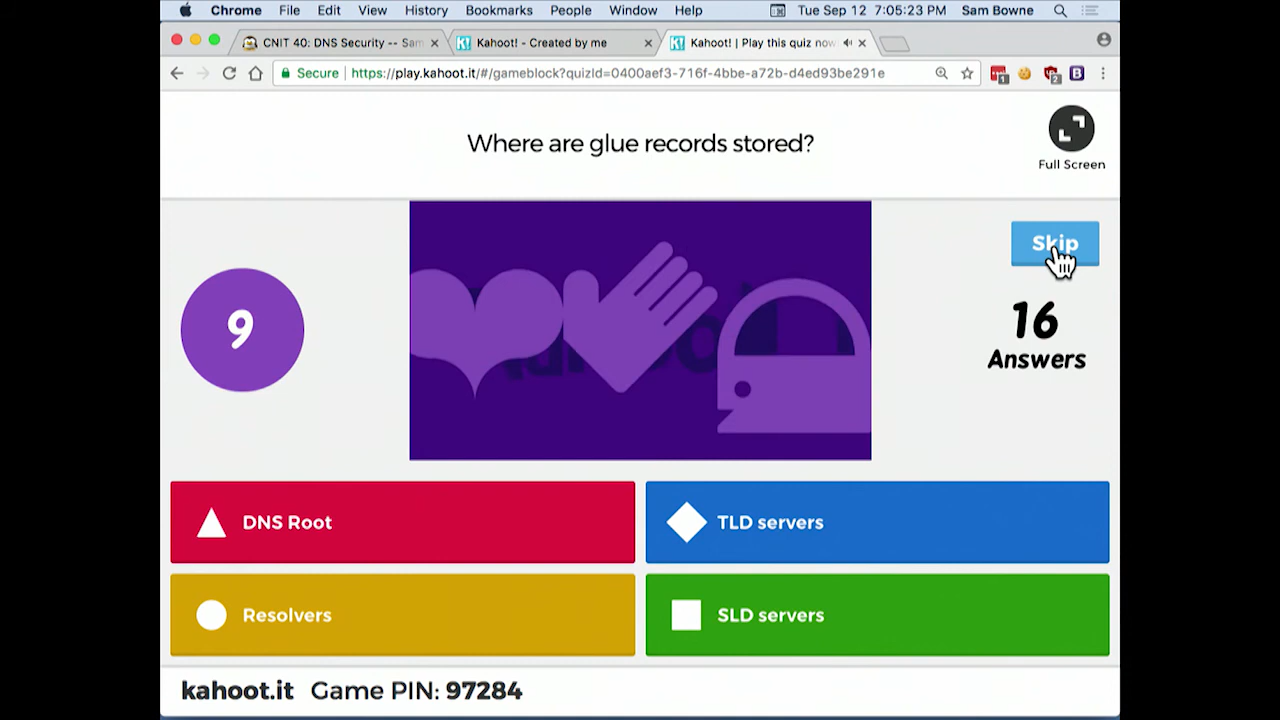 Chrome File Edit View History Bookmarks People Window Help Tue Sep 12 7:05:23 PM Sam Bowne
CNIT 40: DNS Security -- Sam Kahoot! - Created by me Kahoot! | Play this quiz now
Secure https://play.kahoot.it/#/gameblock?quizId=0400aef3-716f-4bbe-a72b-d4ed93be291e
Where are glue records stored?
Full Screen
Skip
9
16
Answers
DNS Root
TLD servers
Resolvers
SLD servers
kahoot.it Game PIN: 97284